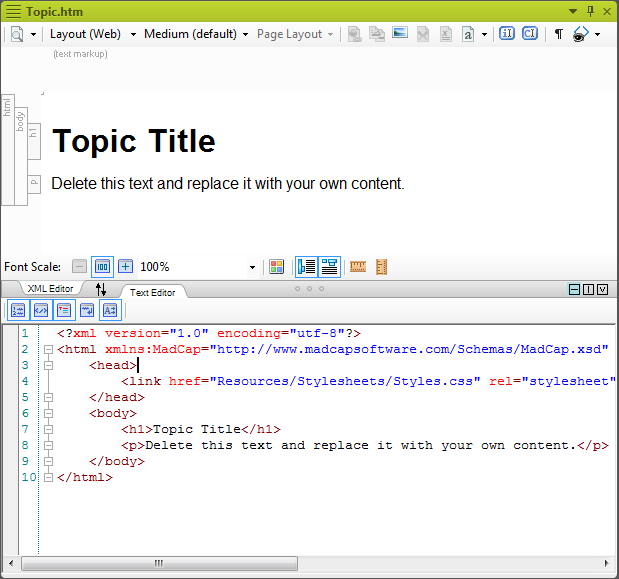 Topic.htm
Layout (Web) Medium (default) Page Layout
(text markup)
html
body
h1
Topic Title
p
Delete this text and replace it with your own content.
Font Scale: 100 100%
XML Editor Text Editor
1 <?xml version="1.0" encoding="utf-8"?>
2 <html xmlns:MadCap="http://www.madcapsoftware.com/Schemas/MadCap.xsd"
3 <head>
4 <link href="Resources/Stylesheets/Styles.css" rel="stylesheet"
5 </head>
6 <body>
7 <h1>Topic Title</h1>
8 <p>Delete this text and replace it with your own content.</p>
9 </body>
10 </html>